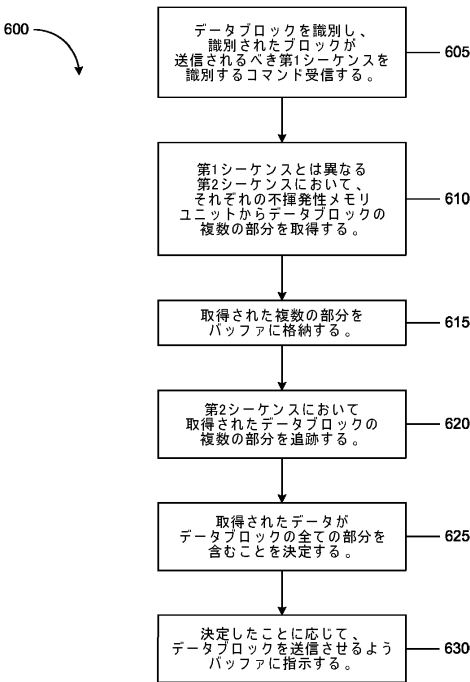 600
データブロックを識別し、
識別されたブロックが
送信されるべき第1シーケンスを
識別するコマンド受信する。
605
第1シーケンスとは異なる
第2シーケンスにおいて、
それぞれの不揮発性メモリ
ユニットからデータブロックの
複数の部分を取得する。
610
取得された複数の部分を
バッファに格納する。
615
第2シーケンスにおいて
取得されたデータブロックの
複数の部分を追跡する。
620
取得されたデータが
データブロックの全ての部分を
含むことを決定する。
625
決定したことに応じて、
データブロックを送信させるよう
バッファに指示する。
630